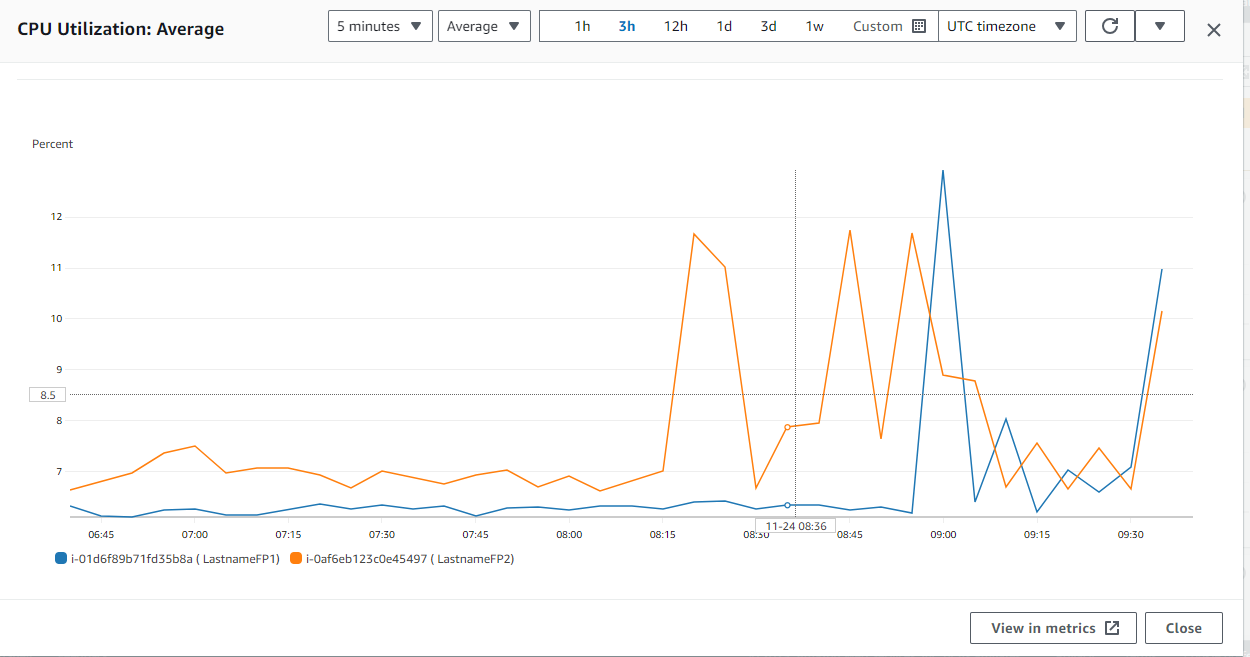 CPU Utilization: Average
5 minutes Average 1h 3h 12h 1d 3d 1w Custom UTC timezone
Percent
12
11
10
9
8.5
8
7
11-24 08:36
06:45 07:00 07:15 07:30 07:45 08:00 08:15 08:30 08:45 09:00 09:15 09:30
i-01d6f89b71fd35b8a ( LastnameFP1) i-0af6eb123c0e45497 ( LastnameFP2)
View in metrics Close